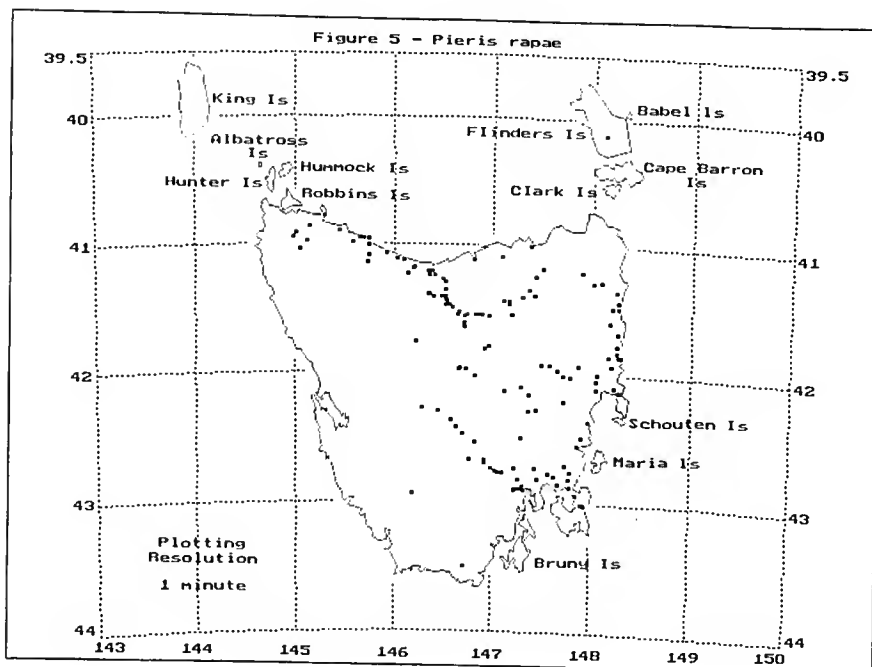 Figure 5 - Pieris rapae
39.5 39.5
King Is
Babel Is
40 Flinders Is 40
Albatross
Is
Hummock Is
Cape Barron
Is
Hunter Is
Clark Is
Robbins Is
41 41
42 42
Schouten Is
Maria Is
43 43
Plotting
Resolution
1 minute
Bruny Is
44 44
143 144 145 146 147 148 149 150